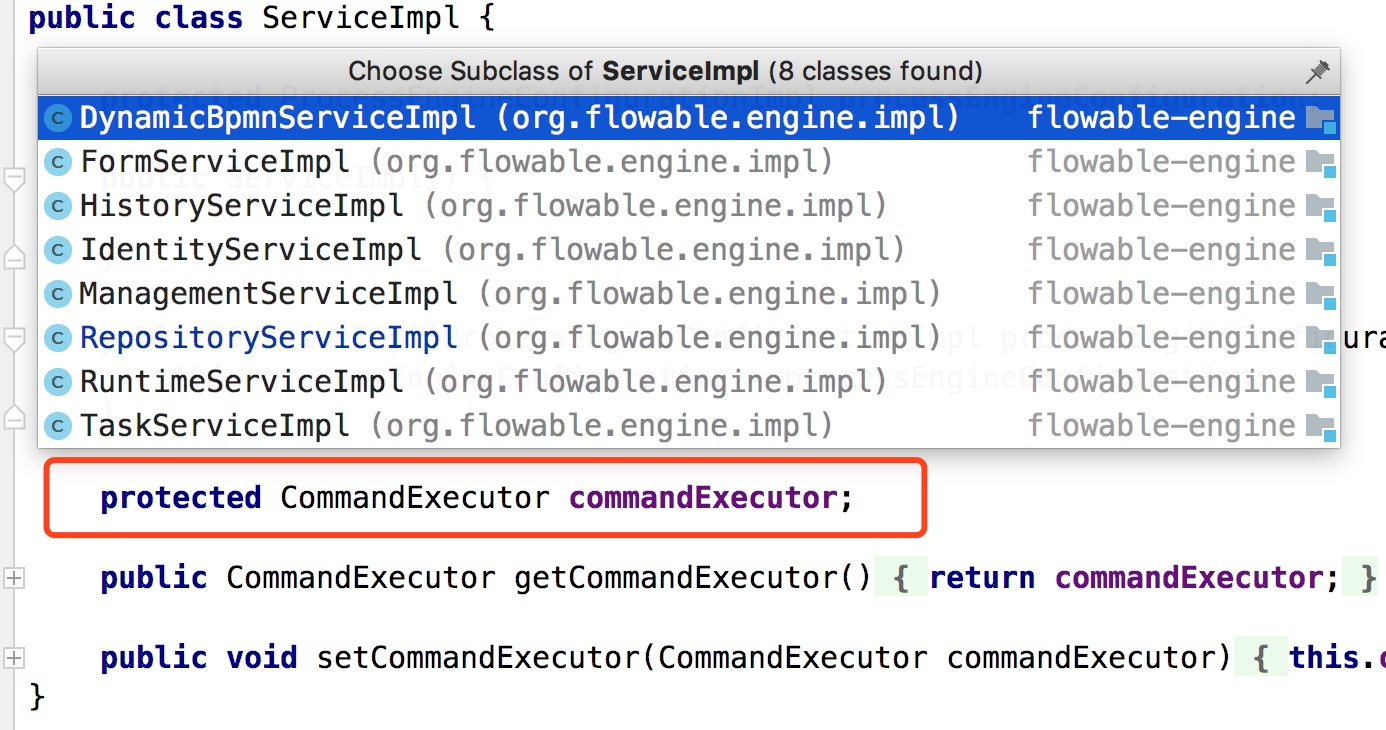 public class ServiceImpl {
Choose Subclass of ServiceImpl (8 classes found)
DynamicBpmnServiceImpl (org.flowable.engine.impl) flowable-engine
FormServiceImpl (org.flowable.engine.impl) flowable-engine
HistoryServiceImpl (org.flowable.engine.impl) flowable-engine
IdentityServiceImpl (org.flowable.engine.impl) flowable-engine
ManagementServiceImpl (org.flowable.engine.impl) flowable-engine
RepositoryServiceImpl (org.flowable.engine.impl) flowable-engine
RuntimeServiceImpl (org.flowable.engine.impl) flowable-engine
TaskServiceImpl (org.flowable.engine.impl) flowable-engine
protected CommandExecutor commandExecutor;
public CommandExecutor getCommandExecutor() { return commandExecutor; }
public void setCommandExecutor(CommandExecutor commandExecutor) { this.
}